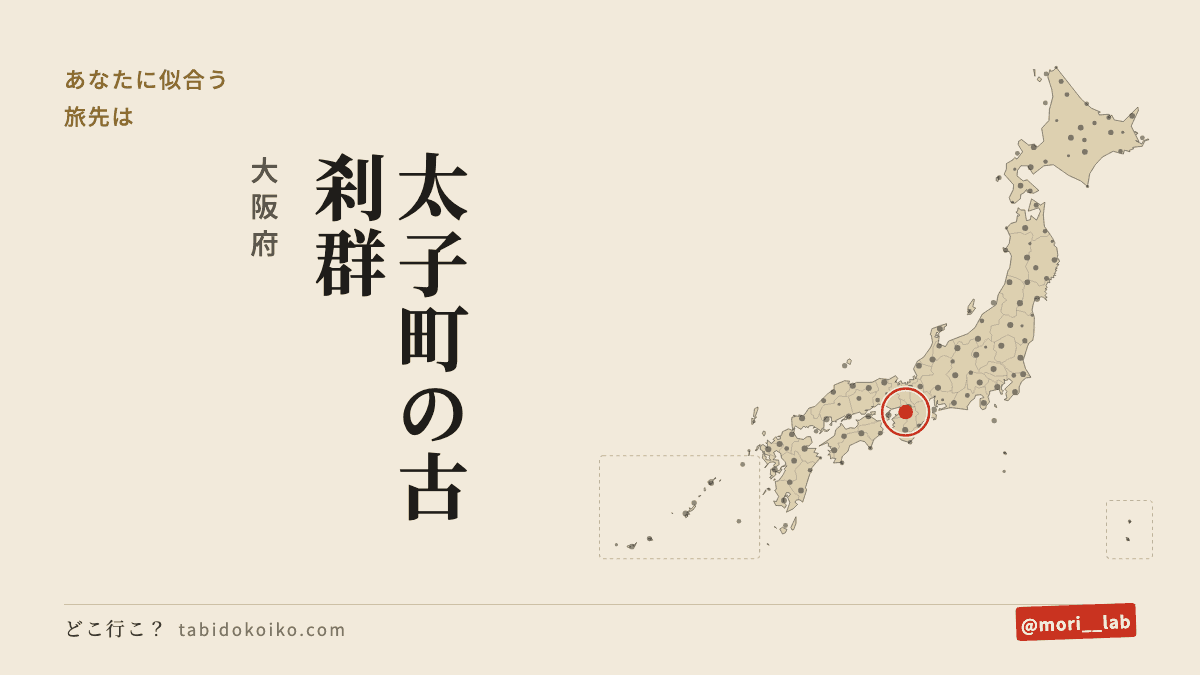 あなたに似合う
旅先は
太子町の古
刹群
大阪府
どこ行こ？ tabidokoiko.com
@mori__lab